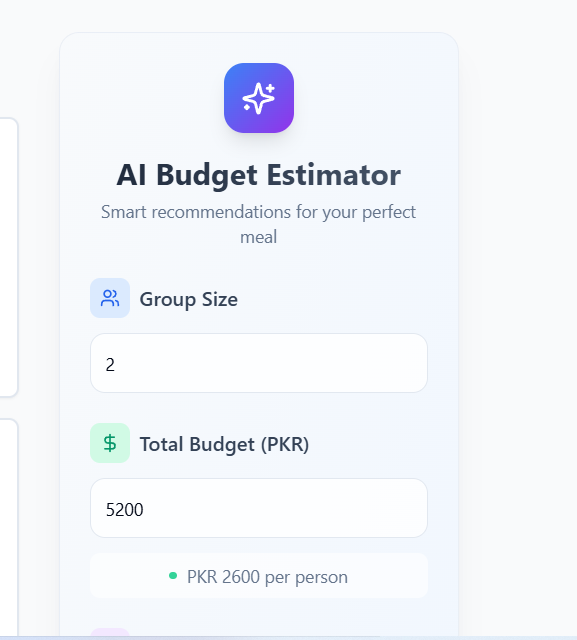 AI Budget Estimator
Smart recommendations for your perfect
meal
Group Size
2
Total Budget (PKR)
5200
PKR 2600 per person